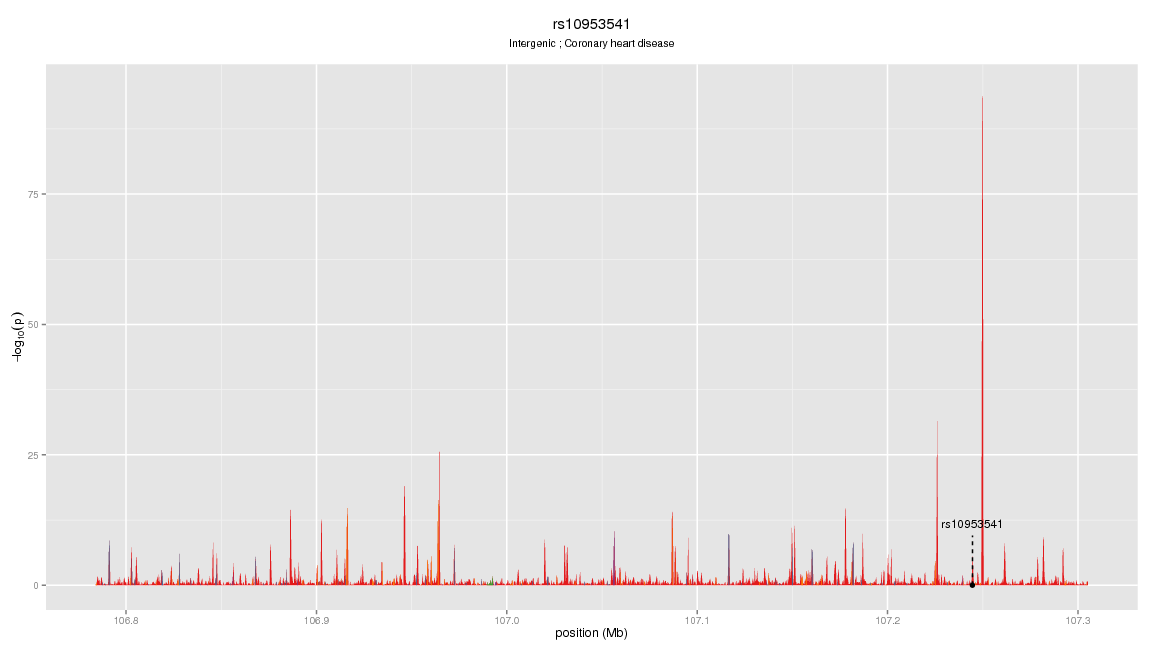 rs10953541
Intergenic ; Coronary heart disease
75
50
25
0
−log10(p)
rs10953541
106.8
106.9
107.0
107.1
107.2
107.3
position (Mb)